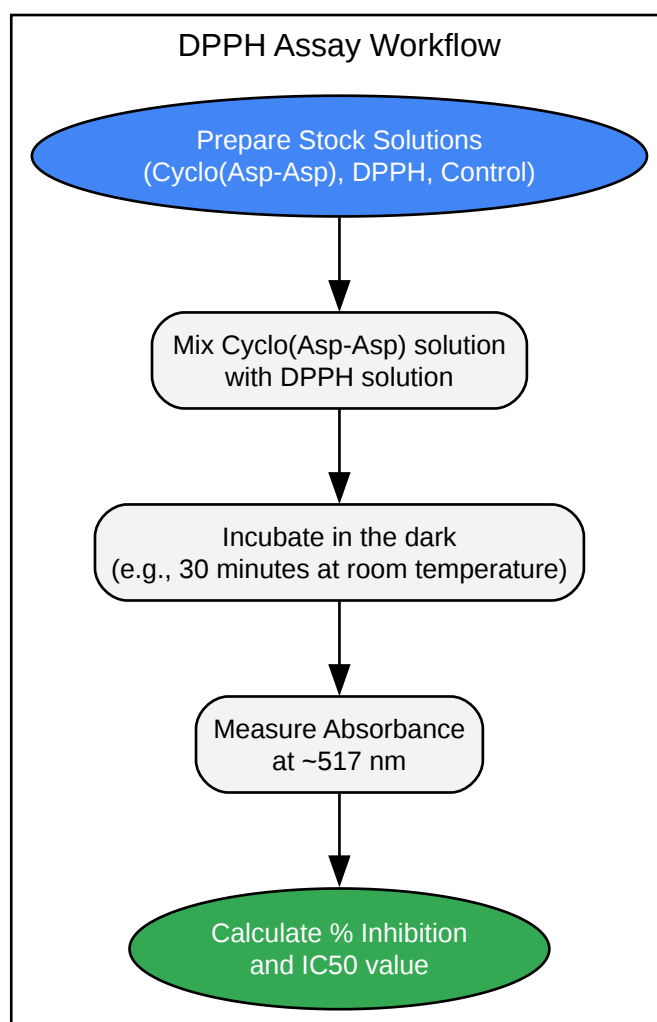 DPPH Assay Workflow
Prepare Stock Solutions
(Cyclo(Asp-Asp), DPPH, Control)
Mix Cyclo(Asp-Asp) solution
with DPPH solution
Incubate in the dark
(e.g., 30 minutes at room temperature)
Measure Absorbance
at ~517 nm
Calculate % Inhibition
and IC50 value